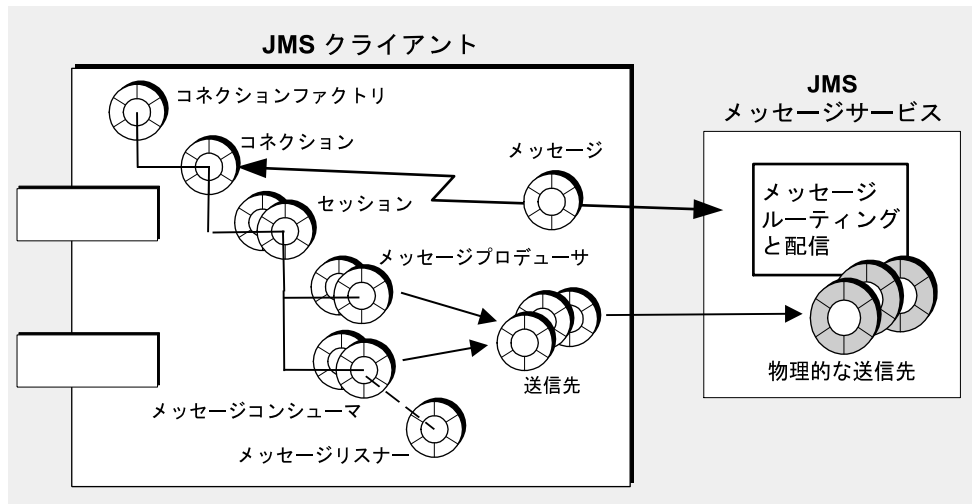 JMS クライアント
コネクションファクトリ
コネクション
メッセージ
セッション
メッセージプロデューサ
送信先
メッセージコンシューマ
メッセージリスナー
JMS
メッセージサービス
メッセージ
ルーティング
と配信
物理的な送信先